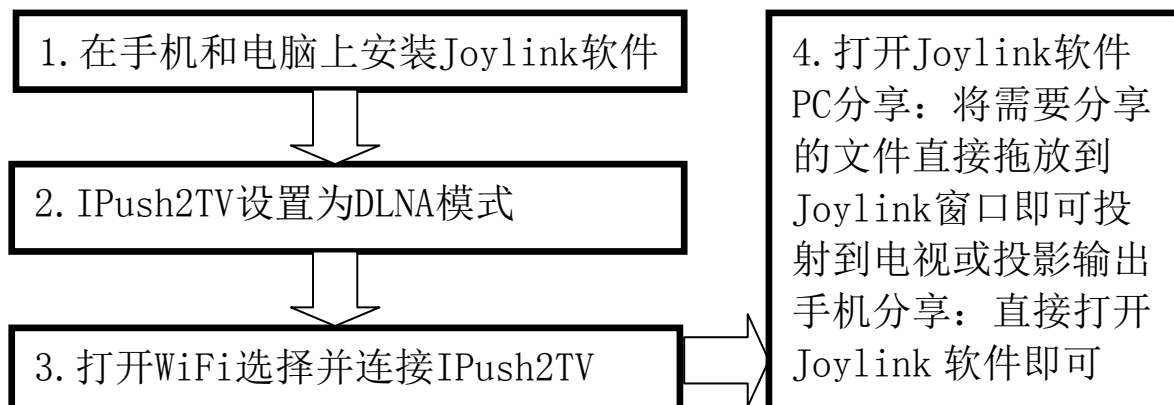 1.在手机和电脑上安装Joylink软件
2.IPush2TV设置为DLNA模式
3.打开WiFi选择并连接IPush2TV
4.打开Joylink软件
PC分享：将需要分享
的文件直接拖放到
Joylink窗口即可投
射到电视或投影输出
手机分享：直接打开
Joylink 软件即可